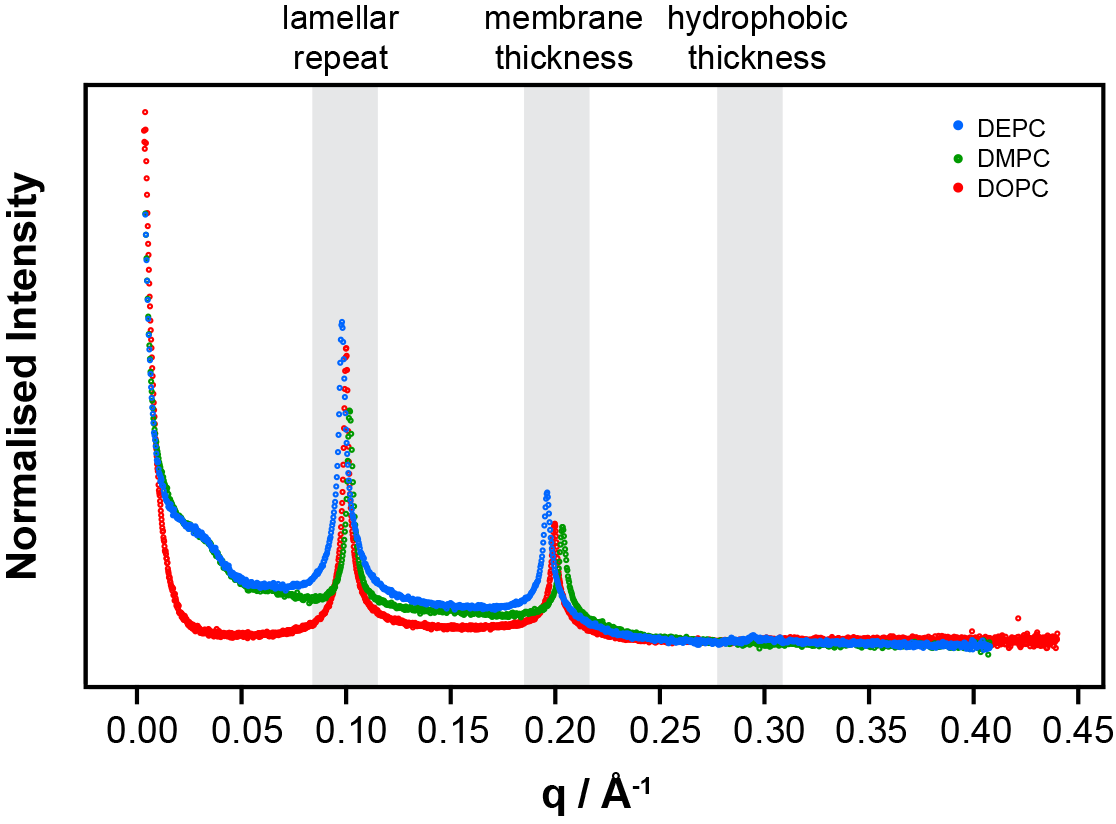 lamellar membrane hydrophobic
repeat thickness thickness
DEPC
DMPC
DOPC
Normalised Intensity
0.00 0.05 0.10 0.15 0.20 0.25 0.30 0.35 0.40 0.45
q / Å-1